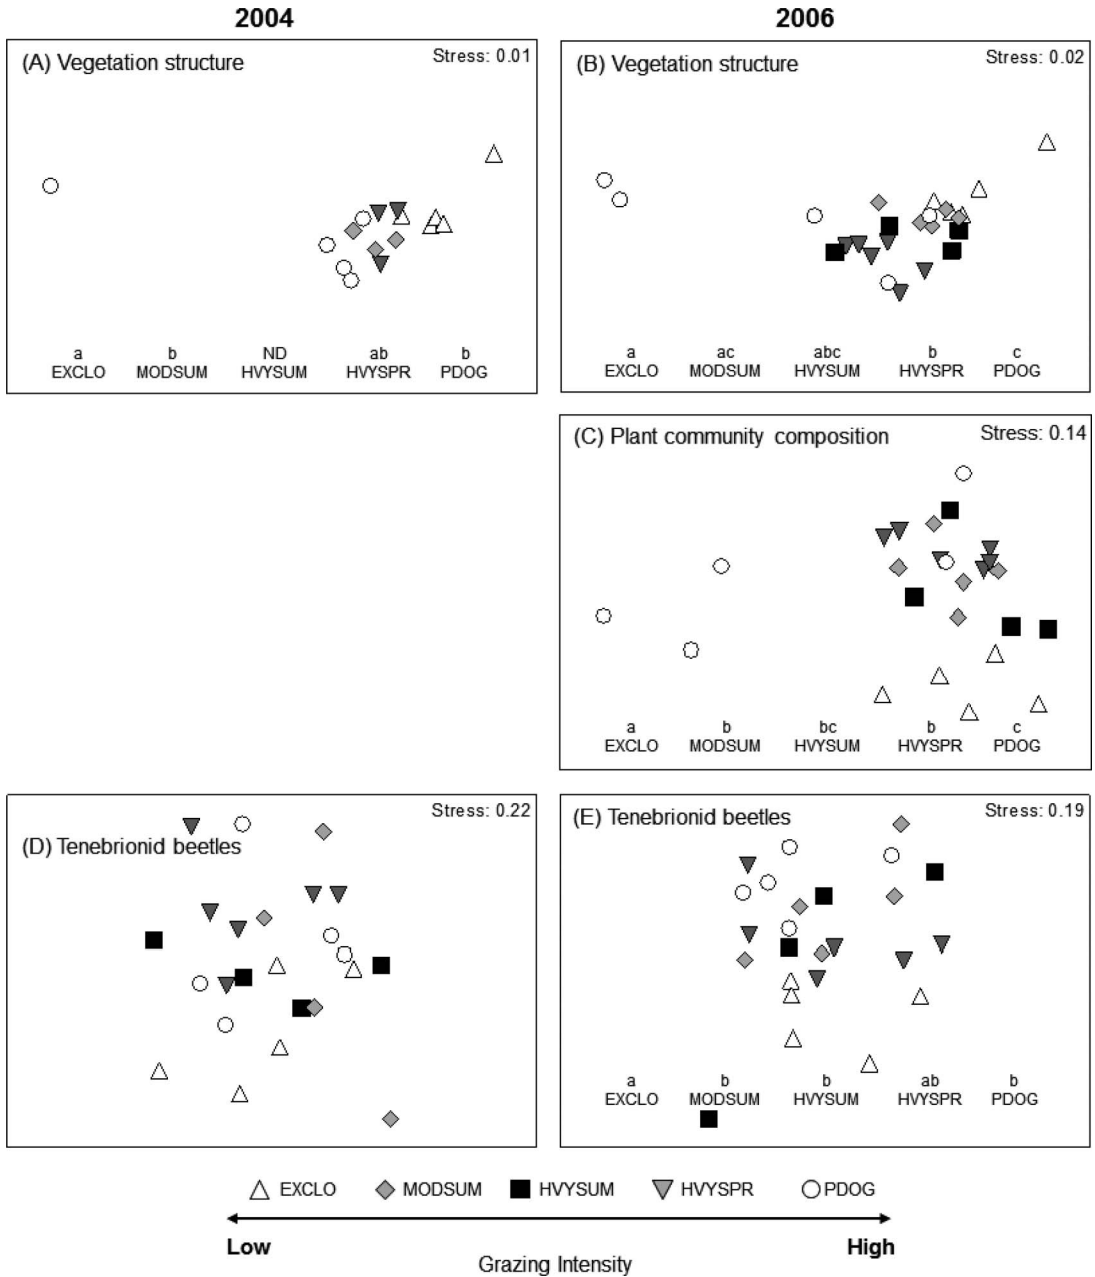 2004
2006
(A) Vegetation structure
Stress: 0.01
a b ND ab b
EXCLO MODSUM HVYSUM HVYSPR PDOG
(B) Vegetation structure
Stress: 0.02
a ac abc b c
EXCLO MODSUM HVYSUM HVYSPR PDOG
(C) Plant community composition
Stress: 0.14
a b bc b c
EXCLO MODSUM HVYSUM HVYSPR PDOG
Stress: 0.22
(D) Tenebrionid beetles
(E) Tenebrionid beetles
Stress: 0.19
a b b ab b
EXCLO MODSUM HVYSUM HVYSPR PDOG
EXCLO MODSUM HVYSUM HVYSPR PDOG
Low High
Grazing Intensity